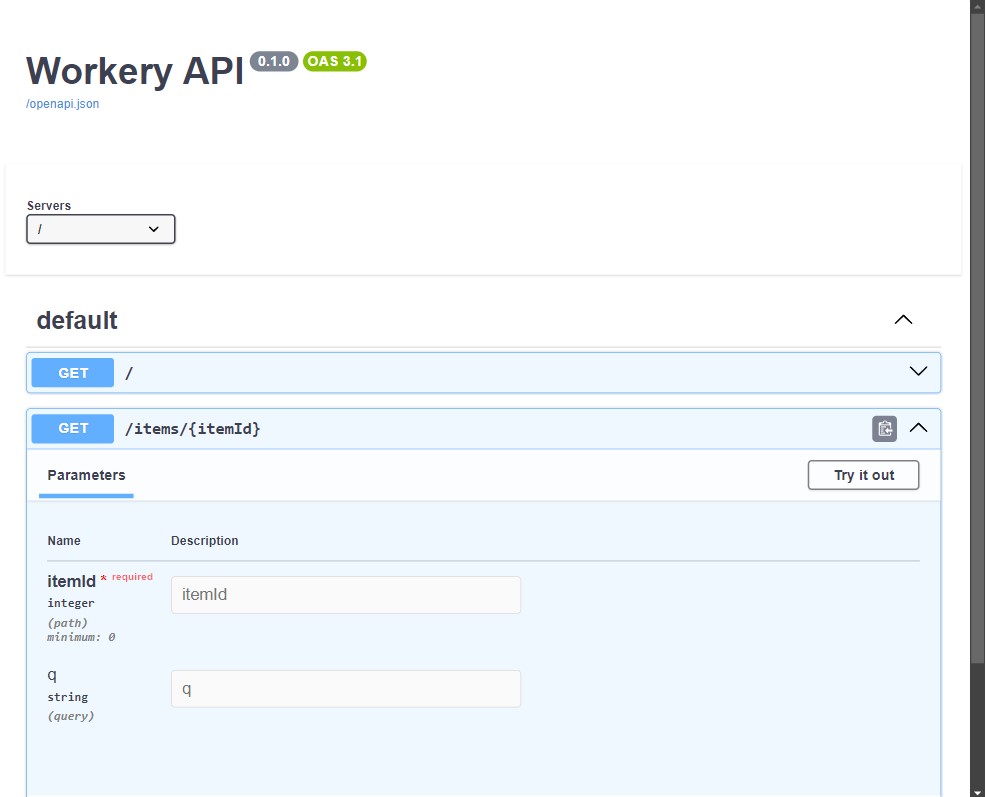 Workery API 0.1.0 OAS 3.1
/openapi.json
Servers
/
default
GET /
GET /items/{itemId}
Parameters Try it out
Name Description
itemId * required itemId
integer
(path)
minimum: 0
q q
string
(query)